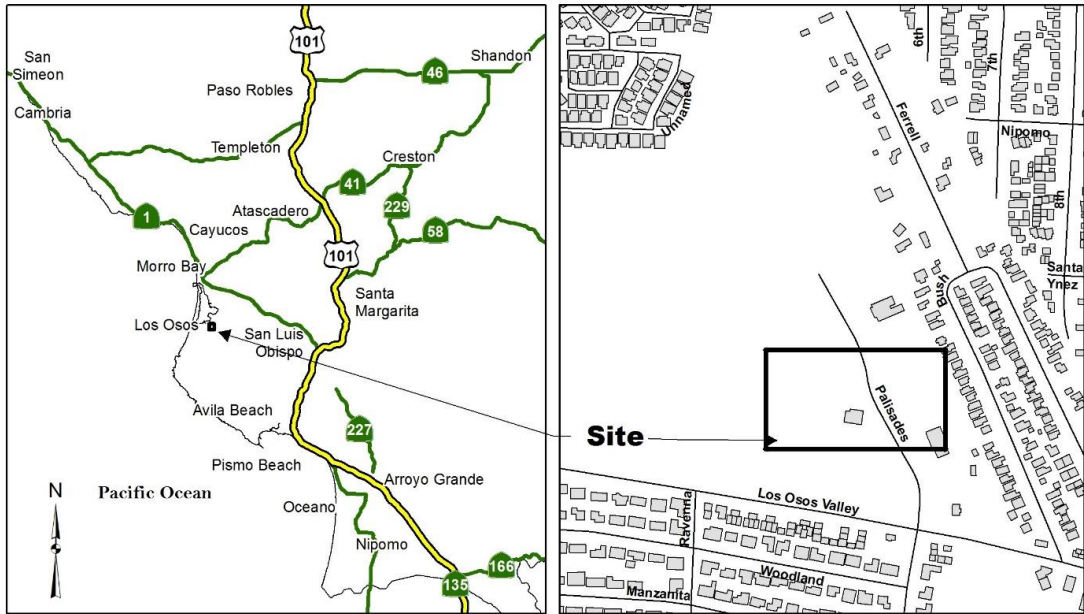 101
Shandon
San
Simeon
46
Paso Robles
Cambria
Templeton
Creston
41
229
Atascadero
1
58
Cayucos
101
Morro Bay
Santa
Margarita
Los Osos
San Luis
Obispo
Avila Beach
227
Pismo Beach
Arroyo Grande
N
Pacific Ocean
Oceano
Nipomo
166
135
Site
6th
7th
Unnamed
Ferrell
Nipomo
8th
Santa
Ynez
Bush
Palisades
Los Osos Valley
Ravenna
Woodland
Manzanita